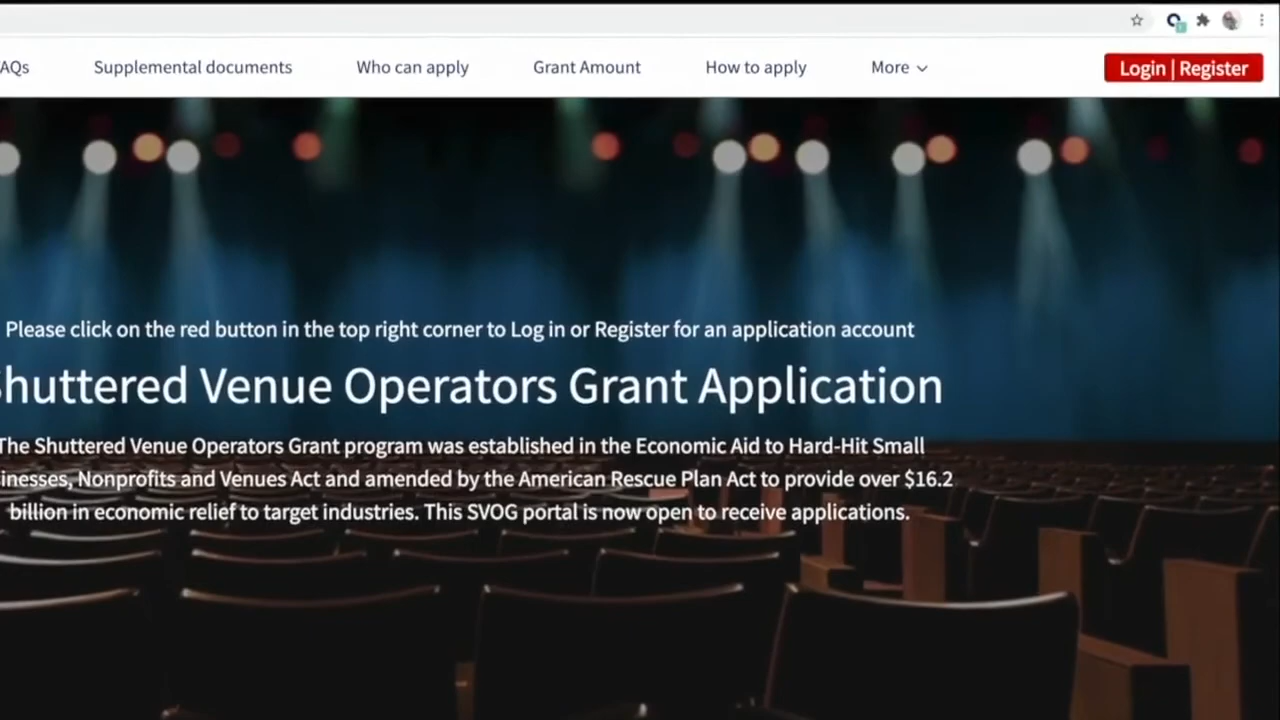 AQs Supplemental documents Who can apply Grant Amount How to apply More Login | Register
Please click on the red button in the top right corner to Log in or Register for an application account
Shuttered Venue Operators Grant Application
The Shuttered Venue Operators Grant program was established in the Economic Aid to Hard-Hit Small
inesses, Nonprofits and Venues Act and amended by the American Rescue Plan Act to provide over $16.2
billion in economic relief to target industries. This SVOG portal is now open to receive applications.